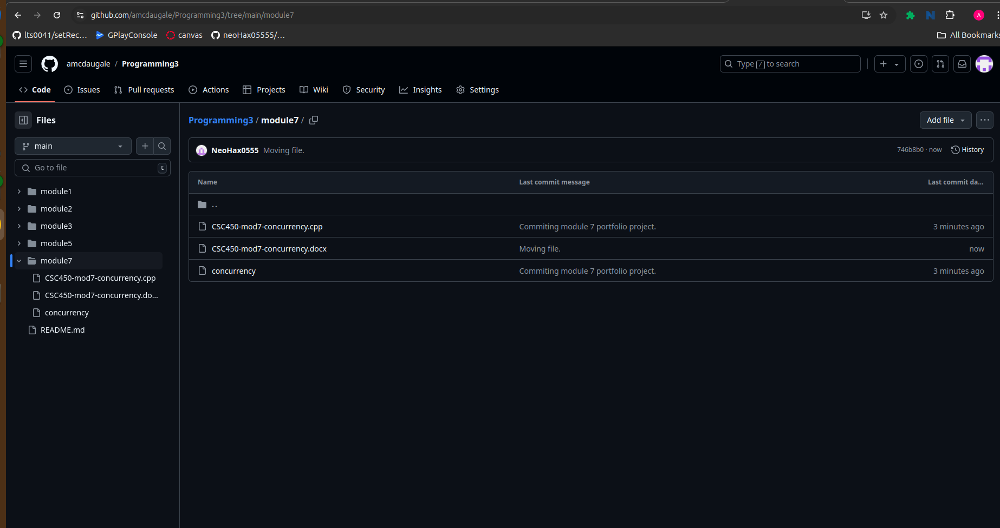 github.com/amcdaugale/Programming3/tree/main/module7
A
lts0041/setRec... GPlayConsole canvas neoHax05555/... All Bookmarks
amcdaugale / Programming3 Type / to search
Code Issues Pull requests Actions Projects Wiki Security Insights Settings
Files
main
Go to file t
module1
module2
module3
module5
module7
CSC450-mod7-concurrency.cpp
CSC450-mod7-concurrency.do...
concurrency
README.md
Programming3 / module7 / Add file
NeoHax0555 Moving file. 746b8b0 · now History
Name Last commit message Last commit da...
..
CSC450-mod7-concurrency.cpp Commiting module 7 portfolio project. 3 minutes ago
CSC450-mod7-concurrency.docx Moving file. now
concurrency Commiting module 7 portfolio project. 3 minutes ago